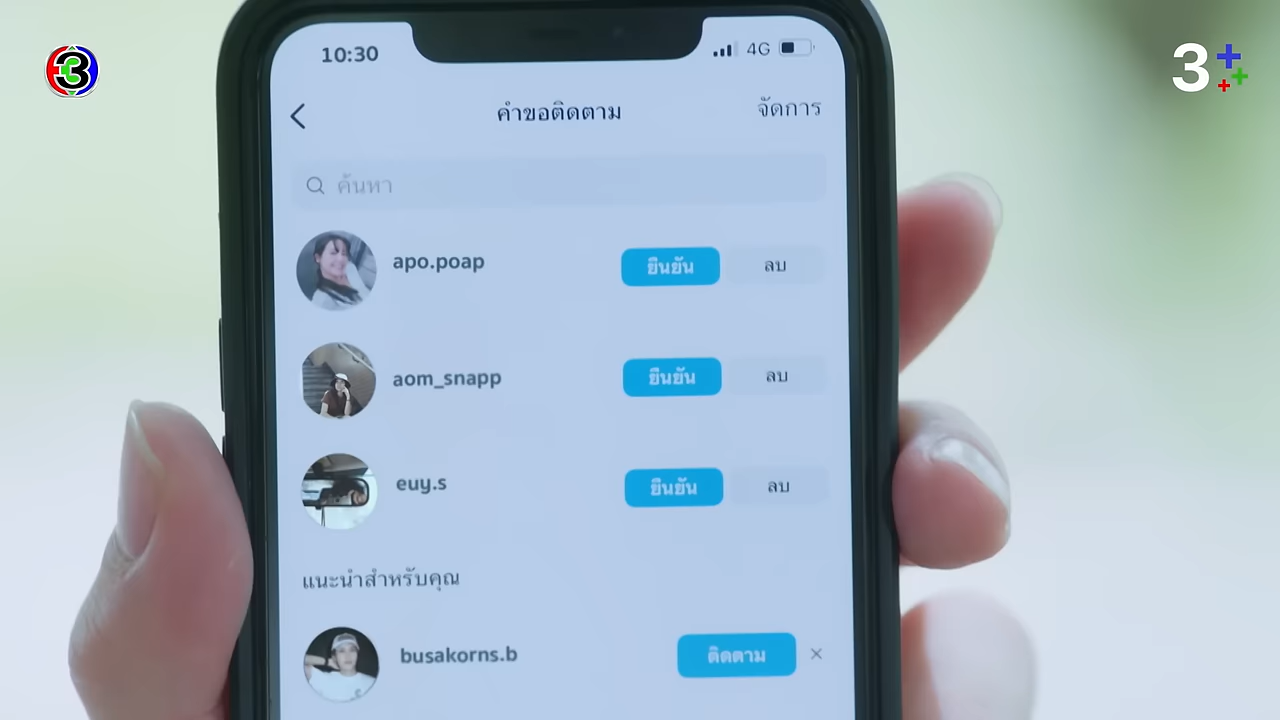 3
3
10:30 4G
คำขอติดตาม จัดการ
ค้นหา
apo.poap ยืนยัน ลบ
aom_snapp ยืนยัน ลบ
euy.s ยืนยัน ลบ
แนะนำสำหรับคุณ
busakorns.b ติดตาม ×